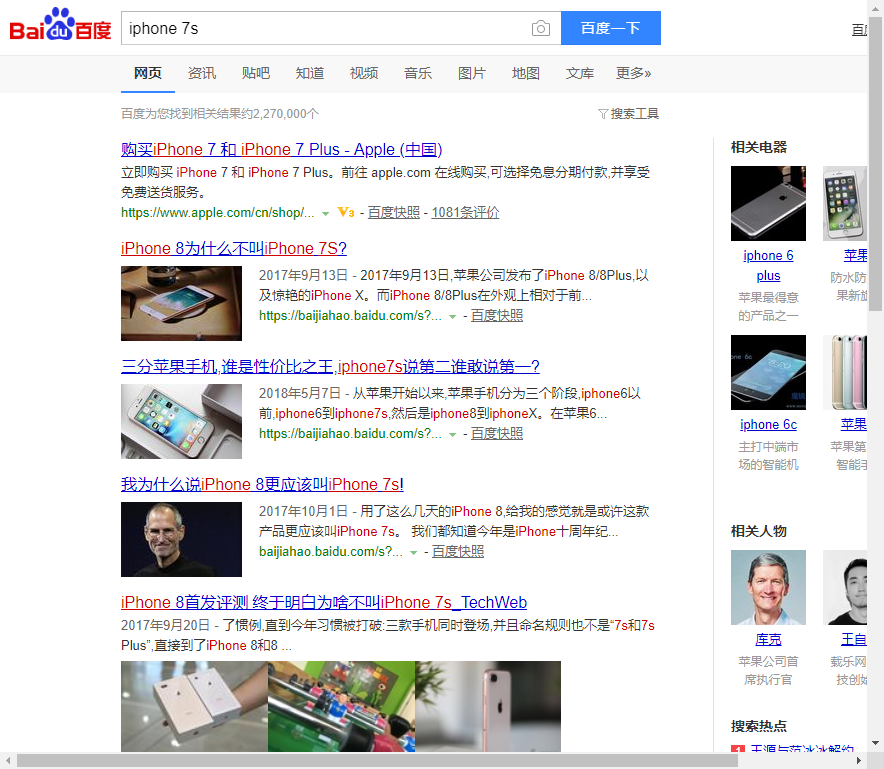 Bai du 百度
iphone 7s
百度一下
网页 资讯 贴吧 知道 视频 音乐 图片 地图 文库 更多»
百度为您找到相关结果约2,270,000个
搜索工具
购买iPhone 7 和 iPhone 7 Plus - Apple (中国)
立即购买 iPhone 7 和 iPhone 7 Plus。前往 apple.com 在线购买,可选择免息分期付款,并享受
免费送货服务。
https://www.apple.com/cn/shop/... V3 - 百度快照 - 1081条评价
iPhone 8为什么不叫iPhone 7S?
2017年9月13日 - 2017年9月13日,苹果公司发布了iPhone 8/8Plus,以
及惊艳的iPhone X。而iPhone 8/8Plus在外观上相对于前...
https://baijiahao.baidu.com/s?... - 百度快照
三分苹果手机,谁是性价比之王,iphone7s说第二谁敢说第一?
2018年5月7日 - 从苹果开始以来,苹果手机分为三个阶段,iphone6以
前,iphone6到iphone7s,然后是iphone8到iphoneX。在苹果6...
https://baijiahao.baidu.com/s?... - 百度快照
我为什么说iPhone 8更应该叫iPhone 7s!
2017年10月1日 - 用了这么几天的iPhone 8,给我的感觉就是或许这款
产品更应该叫iPhone 7s。 我们都知道今年是iPhone十周年纪...
baijiahao.baidu.com/s?... - 百度快照
iPhone 8首发评测 终于明白为啥不叫iPhone 7s_TechWeb
2017年9月20日 - 了惯例,直到今年习惯被打破:三款手机同时登场,并且命名规则也不是“7s和7s
Plus”,直接到了iPhone 8和8 ...
相关电器
iphone 6
plus
苹果最得意
的产品之一
苹果
防水防
果新旗
iphone 6c
iphone 6c
主打中端市
场的智能机
苹果
苹果第
智能手
相关人物
库克
苹果公司首
席执行官
王自
载乐网
技创始
搜索热点
1 王源与范冰冰解约